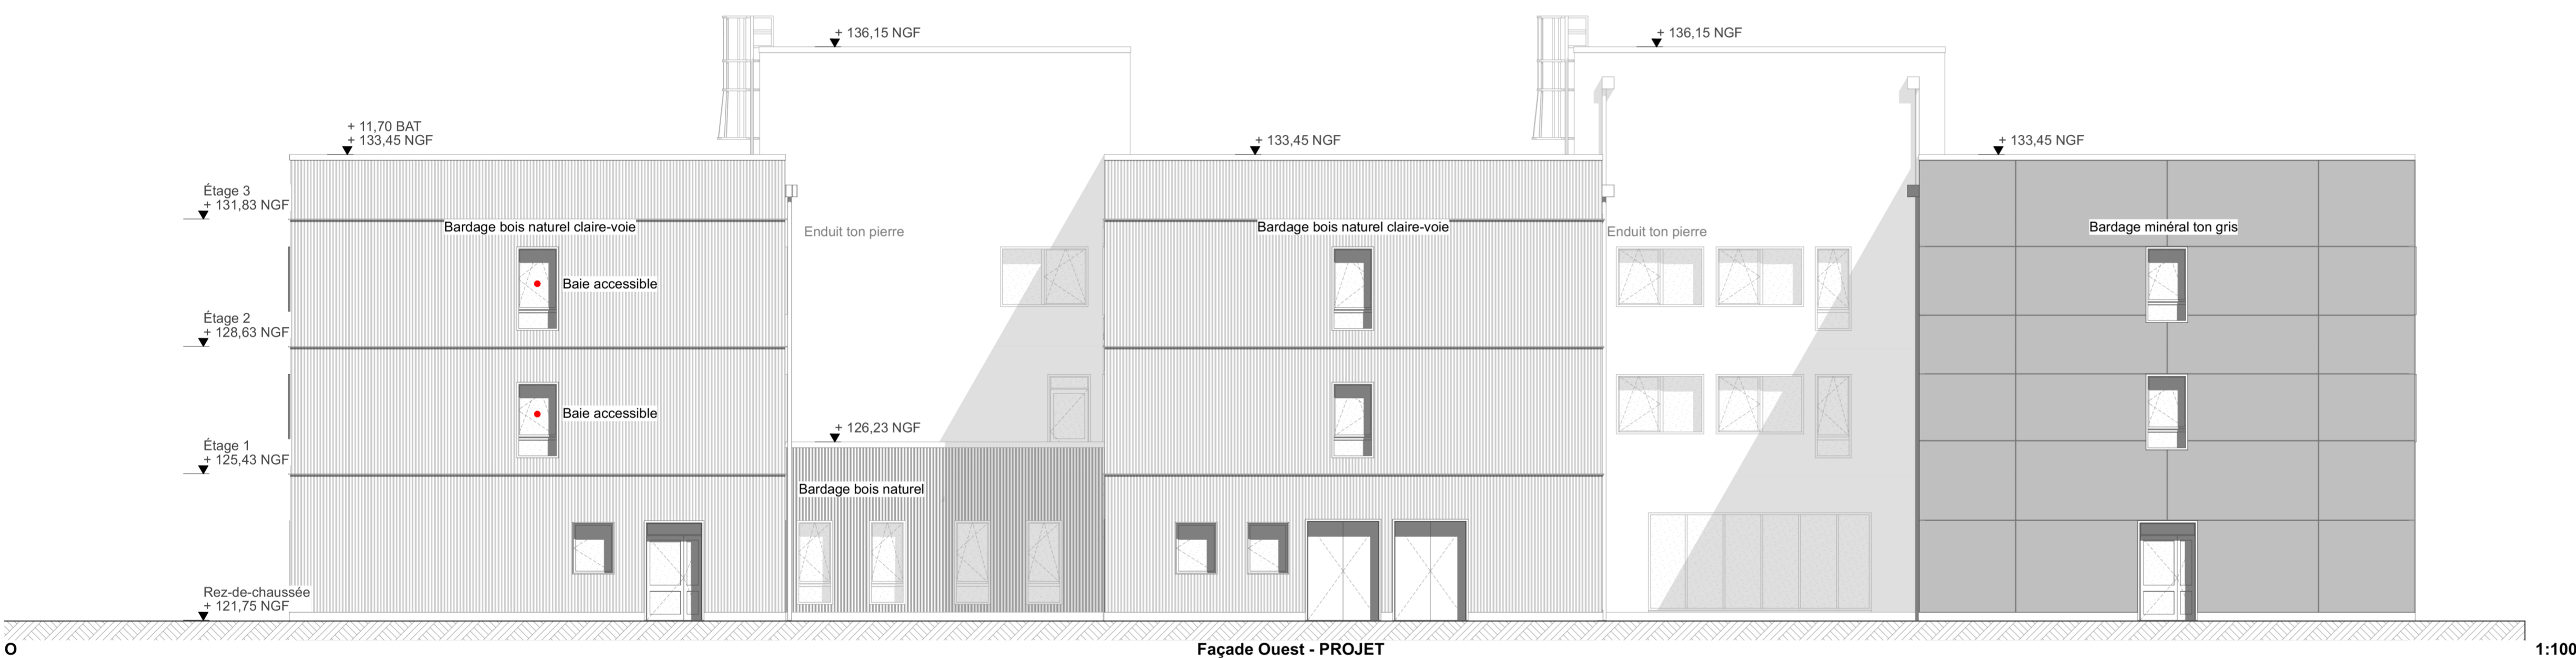 + 136,15 NGF
+ 136,15 NGF
+ 11,70 BAT
+ 133,45 NGF
+ 133,45 NGF
+ 133,45 NGF
Étage 3
+ 131,83 NGF
Bardage bois naturel claire-voie
Enduit ton pierre
Bardage bois naturel claire-voie
Enduit ton pierre
Bardage minéral ton gris
Baie accessible
Étage 2
+ 128,63 NGF
Baie accessible
+ 126,23 NGF
Étage 1
+ 125,43 NGF
Bardage bois naturel
Rez-de-chaussée
+ 121,75 NGF
O
Façade Ouest - PROJET
1:100